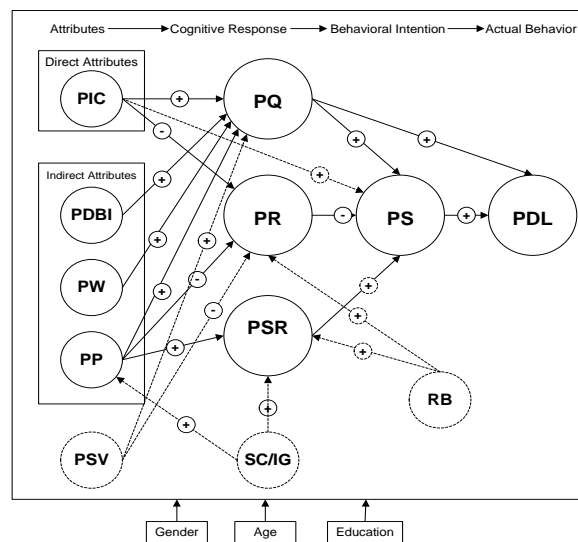 Attributes Cognitive Response Behavioral Intention Actual Behavior
Direct Attributes
PIC
+
PQ
-
+
+
+
Indirect Attributes
PDBI
+
+
PR
-
PS
+
PDL
PW
+
-
+
-
+
PP
+
PSR
+
+
RB
+
+
PSV
SC/IG
Gender
Age
Education